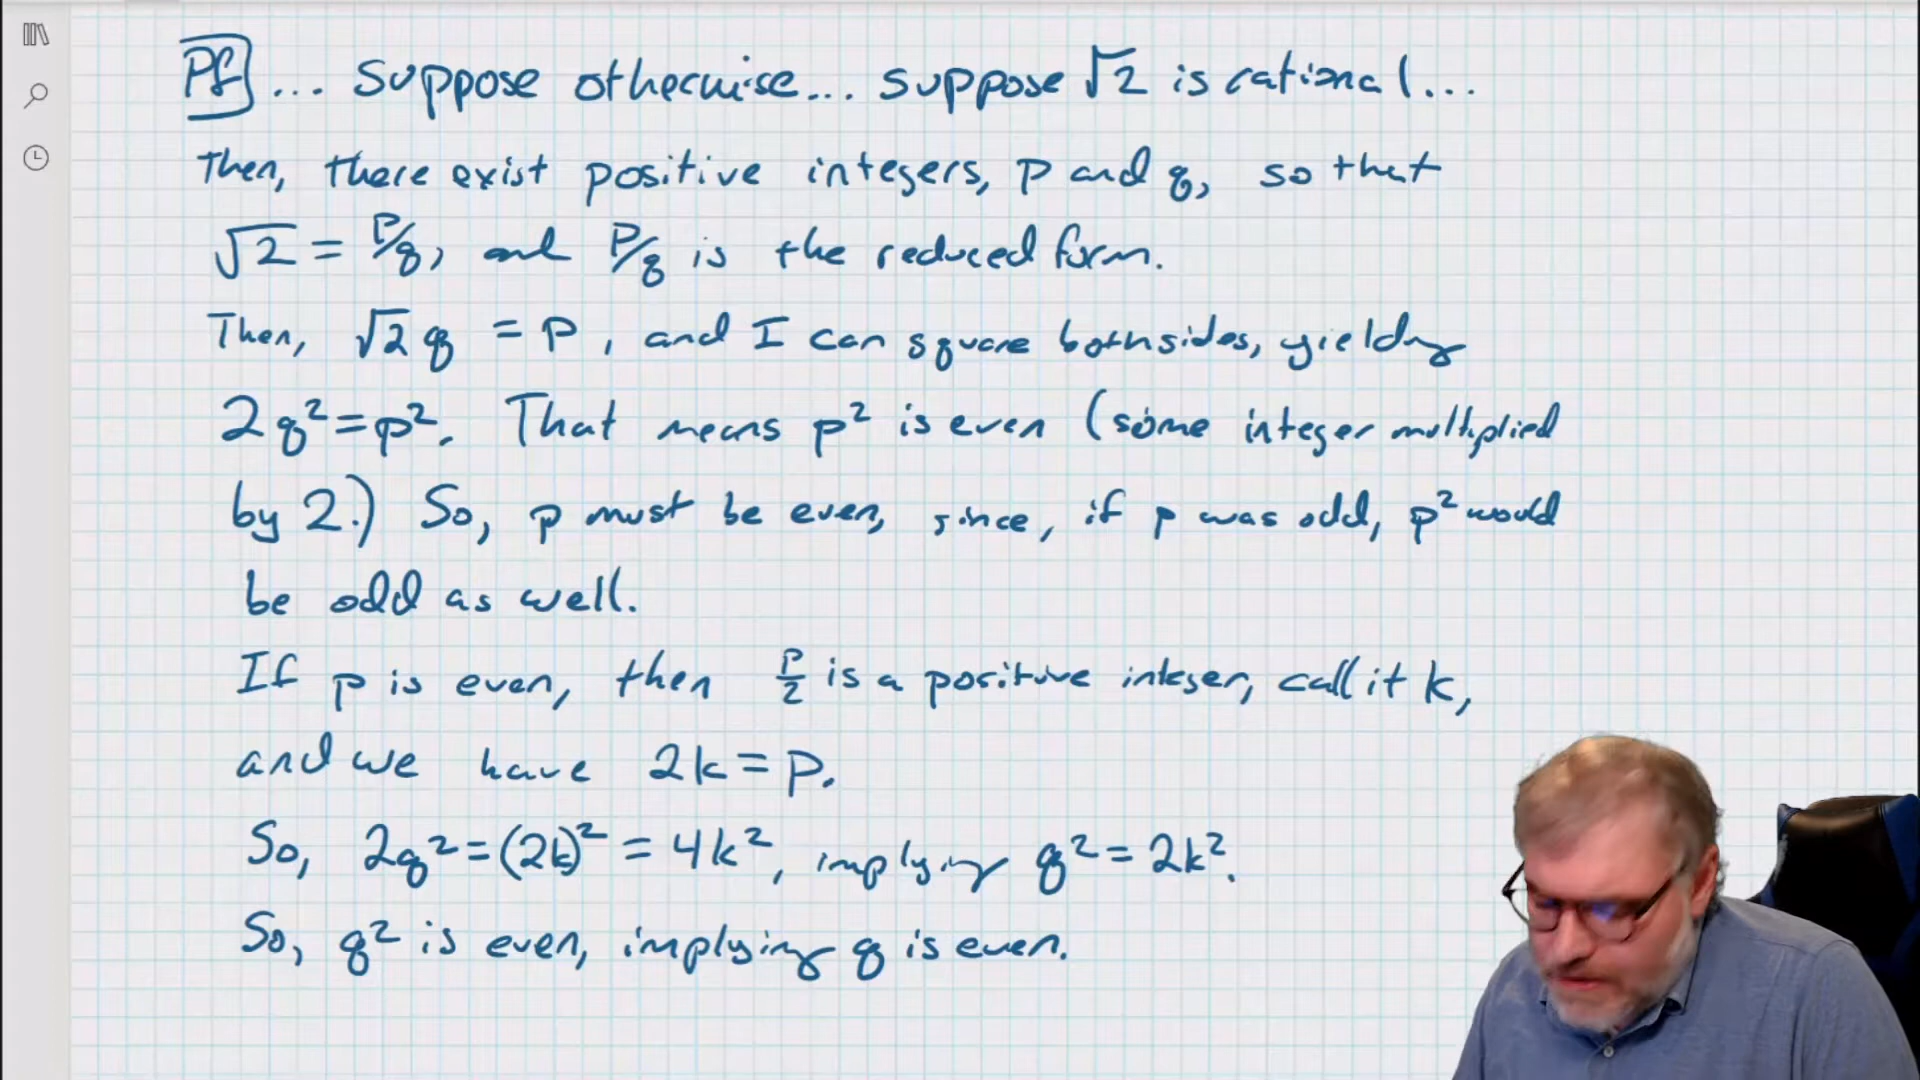 Pf ... suppose otherwise... suppose √2 is rational...
Then, there exist positive integers, p and q, so that
√2 = p/q, and p/q is the reduced form.
Then, √2 q = p, and I can square both sides, yielding
2q² = p². That means p² is even (some integer multiplied
by 2.) So, p must be even, since, if p was odd, p² would
be odd as well.
If p is even, then p/2 is a positive integer, call it k,
and we have 2k = p.
So, 2q² = (2k)² = 4k², implying q² = 2k².
So, q² is even, implying q is even.